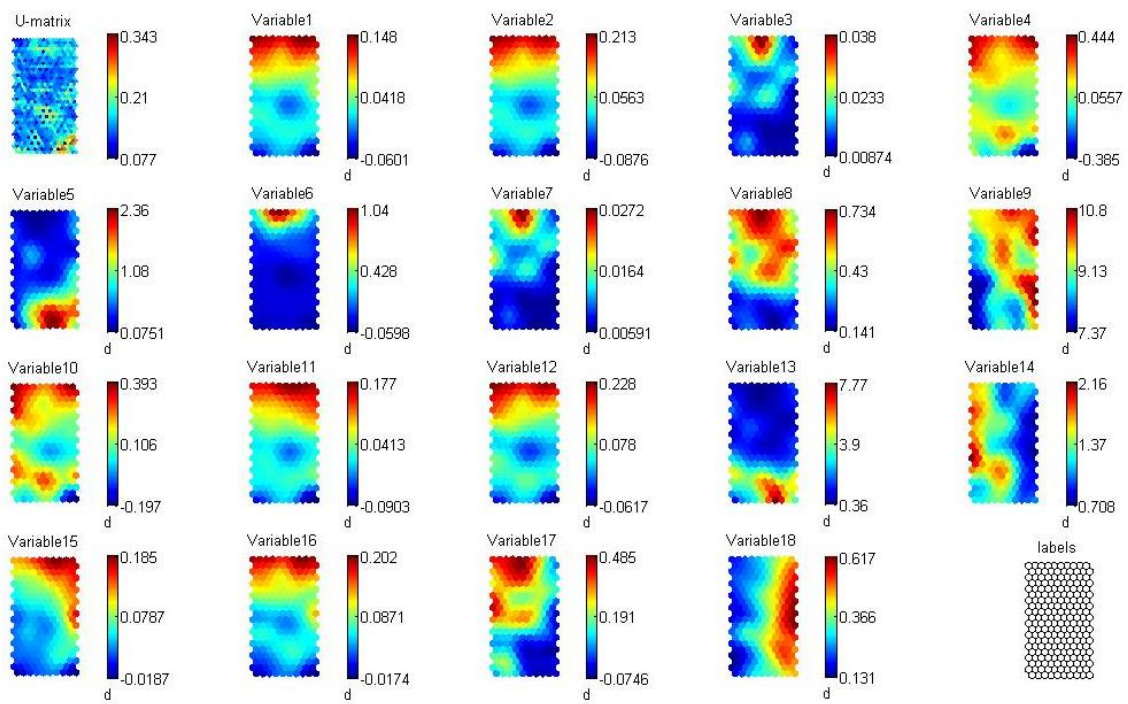 U-matrix
0.343
0.21
0.077
Variable1
0.148
0.0418
-0.0601
d
Variable2
0.213
0.0563
-0.0876
d
Variable3
0.038
0.0233
0.00874
d
Variable4
0.444
0.0557
-0.385
d
Variable5
2.36
1.08
0.0751
d
Variable6
1.04
0.428
-0.0598
d
Variable7
0.0272
0.0164
0.00591
d
Variable8
0.734
0.43
0.141
d
Variable9
10.8
9.13
7.37
d
Variable10
0.393
0.106
-0.197
d
Variable11
0.177
0.0413
-0.0903
d
Variable12
0.228
0.078
-0.0617
d
Variable13
7.77
3.9
0.36
d
Variable14
2.16
1.37
0.708
d
Variable15
0.185
0.0787
-0.0187
d
Variable16
0.202
0.0871
-0.0174
d
Variable17
0.485
0.191
-0.0746
d
Variable18
0.617
0.366
0.131
d
labels